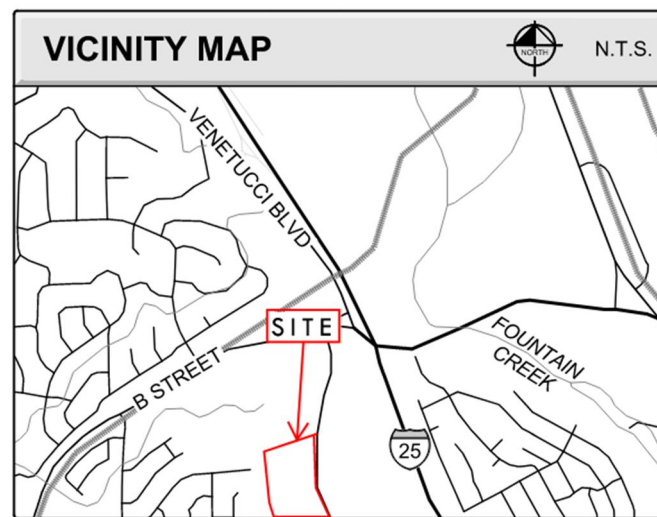 VICINITY MAP
NORTH
N.T.S.
VENETUCCI BLVD
SITE
B STREET
FOUNTAIN
CREEK
25